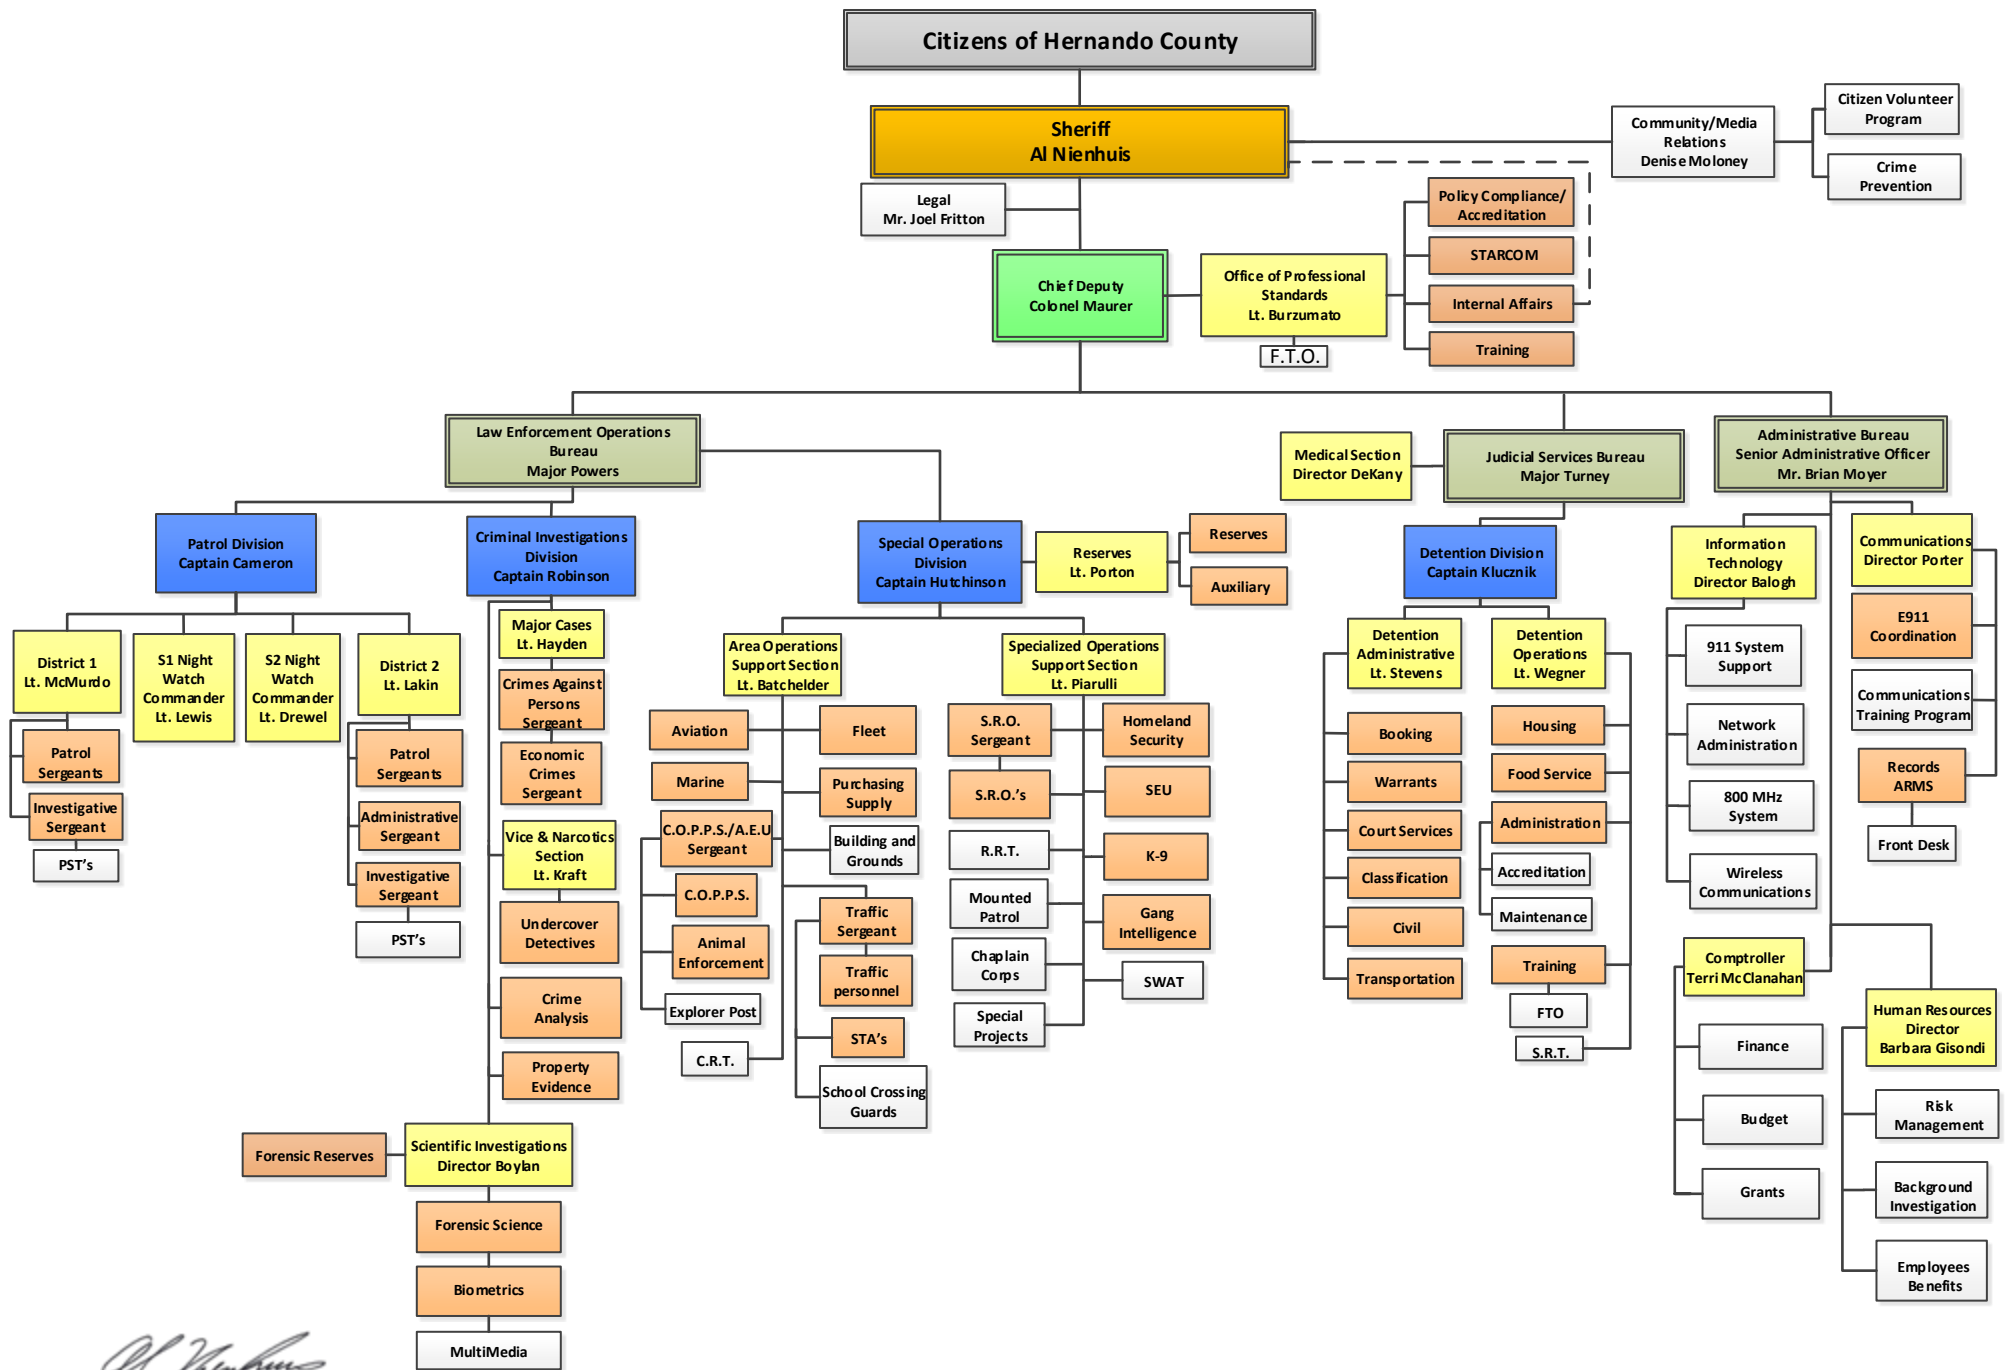 Citizens of Hernando County
Sheriff
Al Nienhuis
Community/Media
Relations
Denise Moloney
Citizen Volunteer
Program
Crime
Prevention
Legal
Mr. Joel Fritton
Chief Deputy
Colonel Maurer
Office of Professional
Standards
Lt. Burzumato
F.T.O.
Policy Compliance/
Accreditation
STARCOM
Internal Affairs
Training
Law Enforcement Operations
Bureau
Major Powers
Medical Section
Director DeKany
Judicial Services Bureau
Major Turney
Administrative Bureau
Senior Administrative Officer
Mr. Brian Moyer
Patrol Division
Captain Cameron
Criminal Investigations
Division
Captain Robinson
Special Operations
Division
Captain Hutchinson
Reserves
Lt. Porton
Reserves
Auxiliary
Detention Division
Captain Klucznik
Information
Technology
Director Balogh
Communications
Director Porter
District 1
Lt. McMurdo
S1 Night
Watch
Commander
Lt. Lewis
S2 Night
Watch
Commander
Lt. Drewel
District 2
Lt. Lakin
Patrol
Sergeants
Investigative
Sergeant
PST's
Patrol
Sergeants
Administrative
Sergeant
Investigative
Sergeant
PST's
Major Cases
Lt. Hayden
Crimes Against
Persons
Sergeant
Economic
Crimes
Sergeant
Vice & Narcotics
Section
Lt. Kraft
Undercover
Detectives
Crime
Analysis
Property
Evidence
Forensic Reserves
Scientific Investigations
Director Boylan
Forensic Science
Biometrics
MultiMedia
Area Operations
Support Section
Lt. Batchelder
Aviation
Fleet
Marine
Purchasing
Supply
C.O.P.P.S./A.E.U
Sergeant
Building and
Grounds
C.O.P.P.S.
Animal
Enforcement
Explorer Post
C.R.T.
Traffic
Sergeant
Traffic
personnel
STA's
School Crossing
Guards
Specialized Operations
Support Section
Lt. Piarulli
S.R.O.
Sergeant
Homeland
Security
S.R.O.'s
SEU
R.R.T.
K-9
Mounted
Patrol
Gang
Intelligence
Chaplain
Corps
SWAT
Special
Projects
Detention
Administrative
Lt. Stevens
Booking
Warrants
Court Services
Classification
Civil
Transportation
Detention
Operations
Lt. Wegner
Housing
Food Service
Administration
Accreditation
Maintenance
Training
FTO
S.R.T.
911 System
Support
Network
Administration
800 MHz
System
Wireless
Communications
E911
Coordination
Communications
Training Program
Records
ARMS
Front Desk
Comptroller
Terri McClanahan
Finance
Budget
Grants
Human Resources
Director
Barbara Gisondi
Risk
Management
Background
Investigation
Employees
Benefits